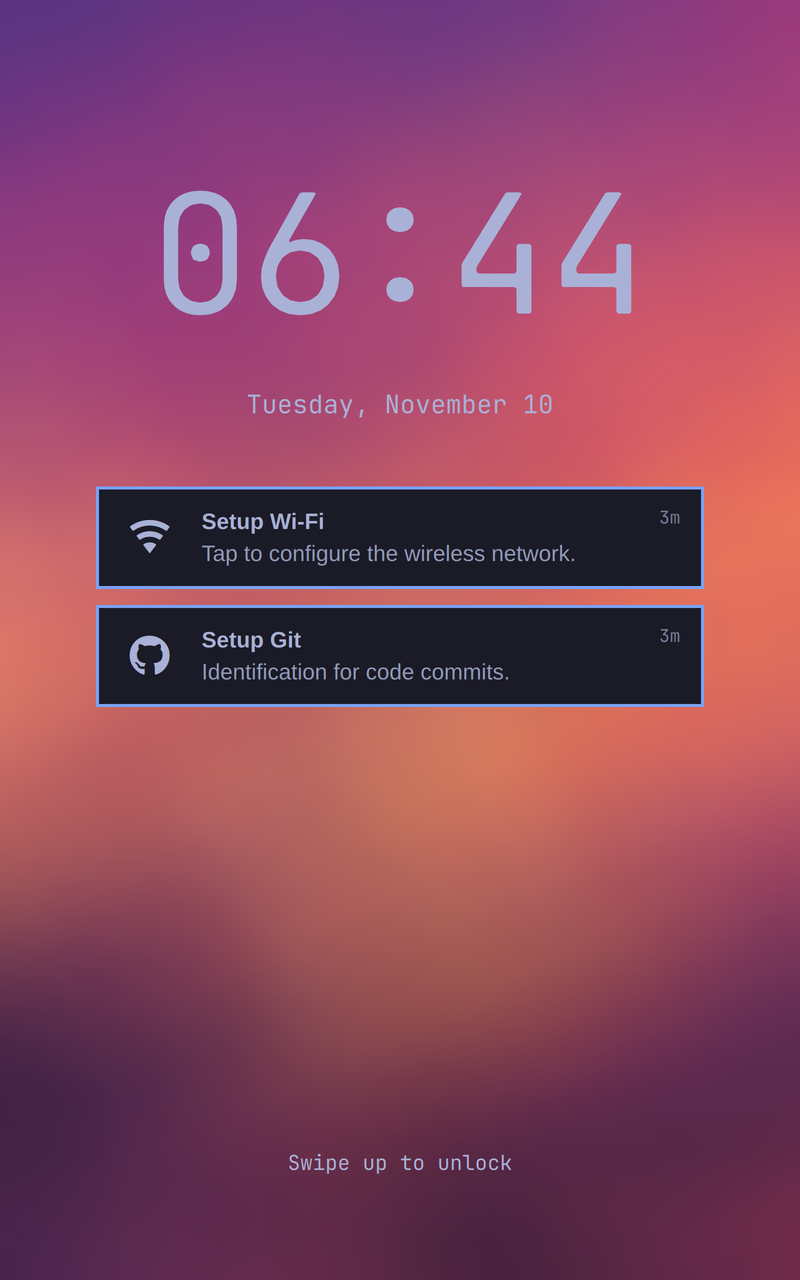 06:44
Tuesday, November 10
Setup Wi-Fi
3m
Tap to configure the wireless network.
Setup Git
3m
Identification for code commits.
Swipe up to unlock